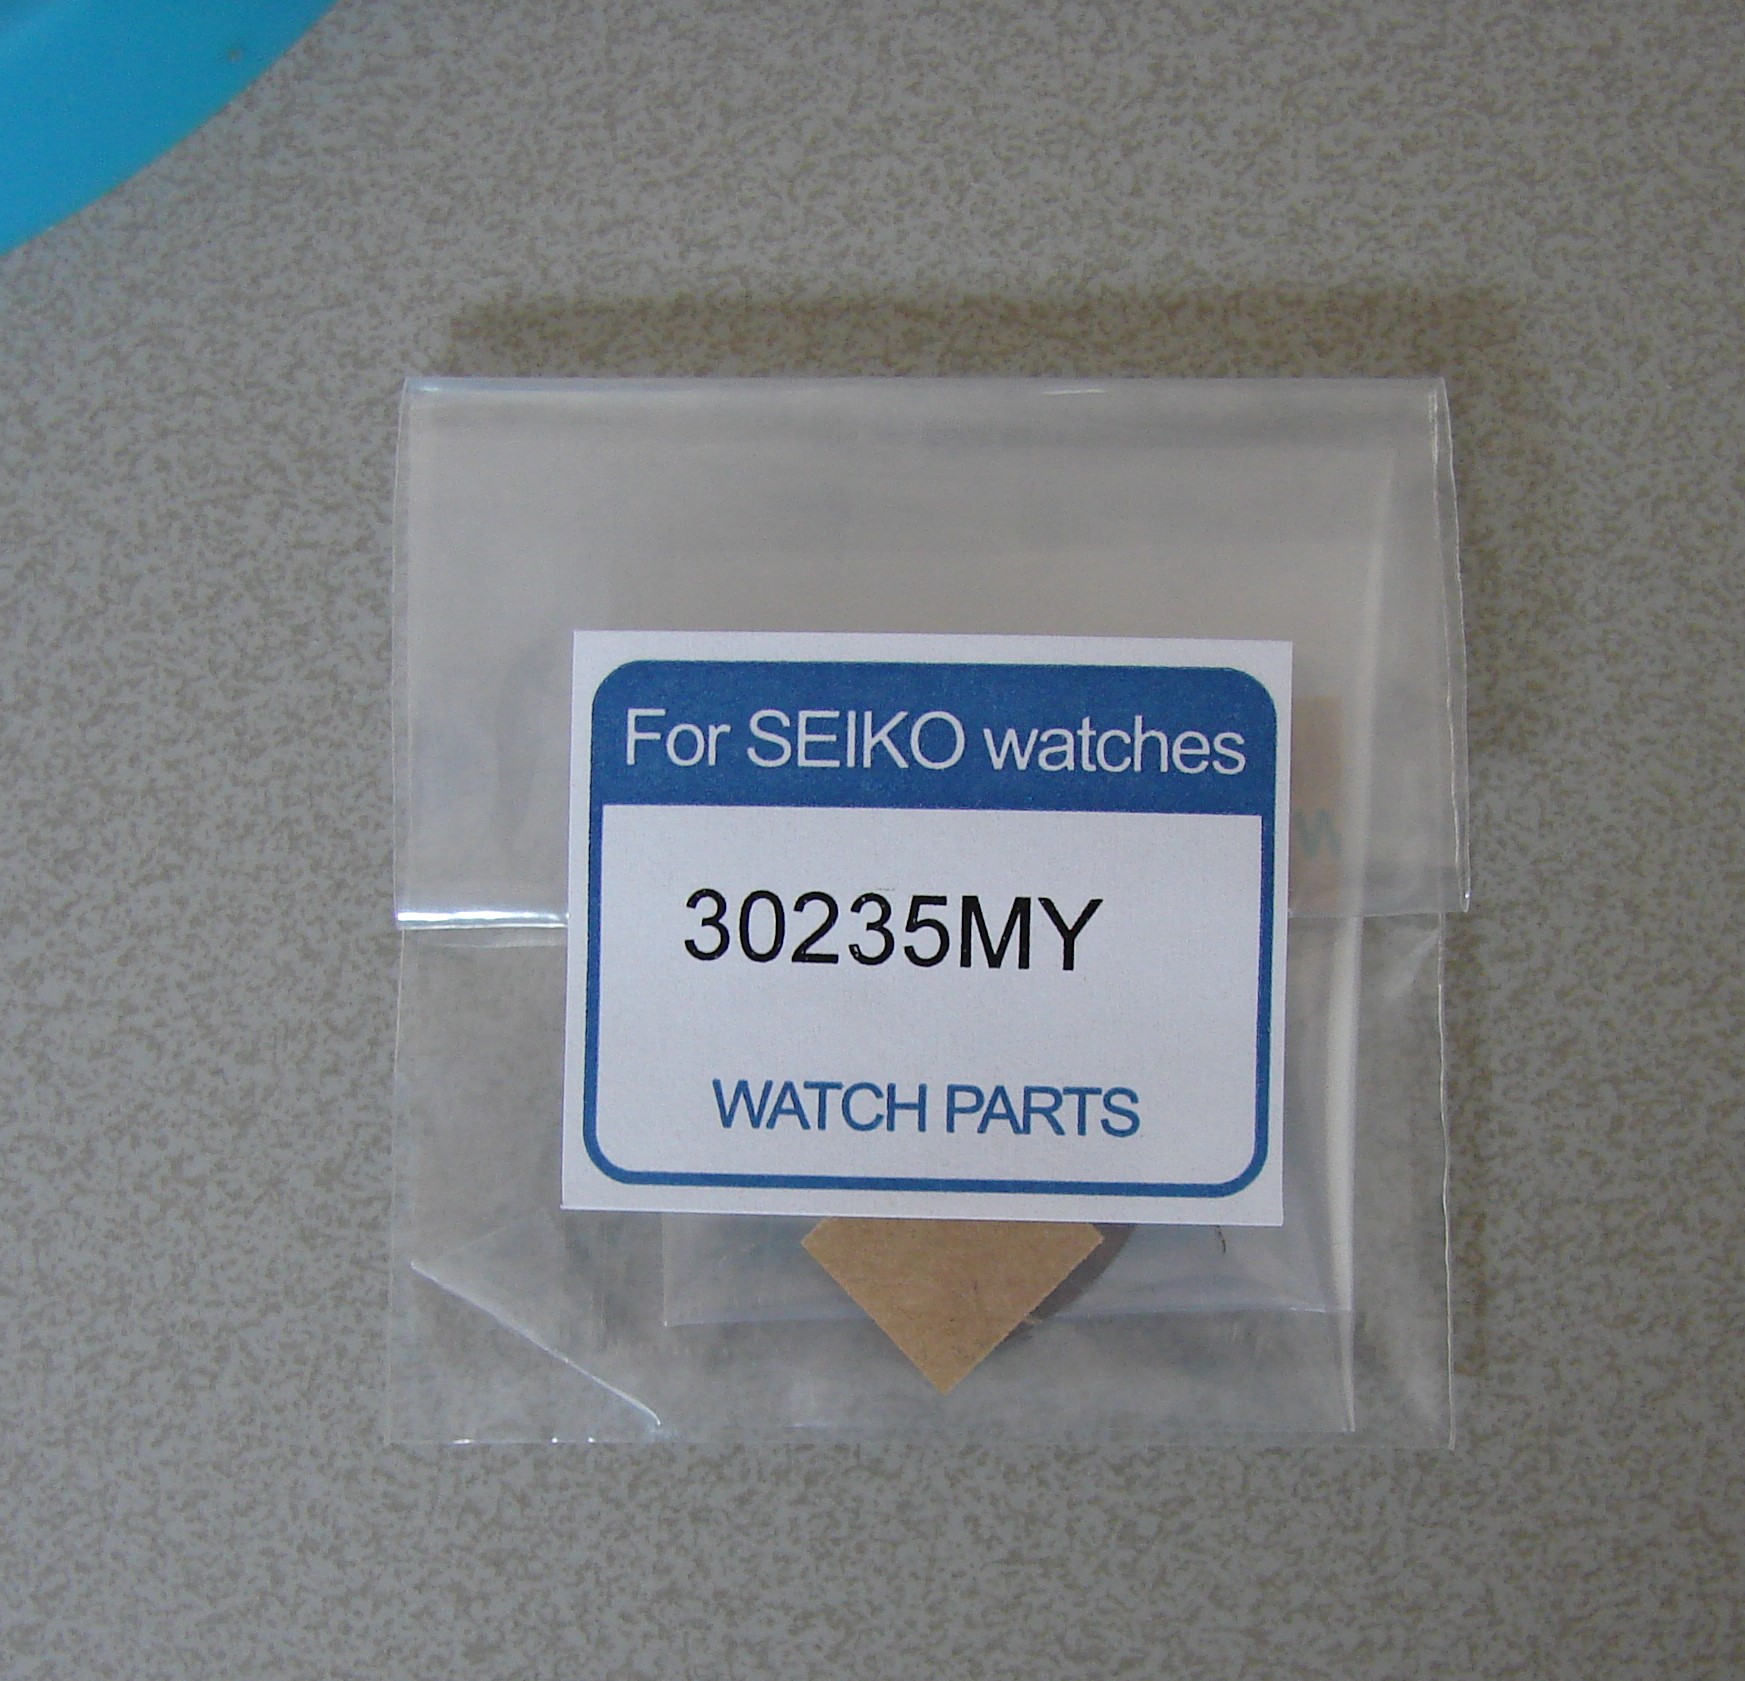 For SEIKO watches
30235MY
WATCH PARTS